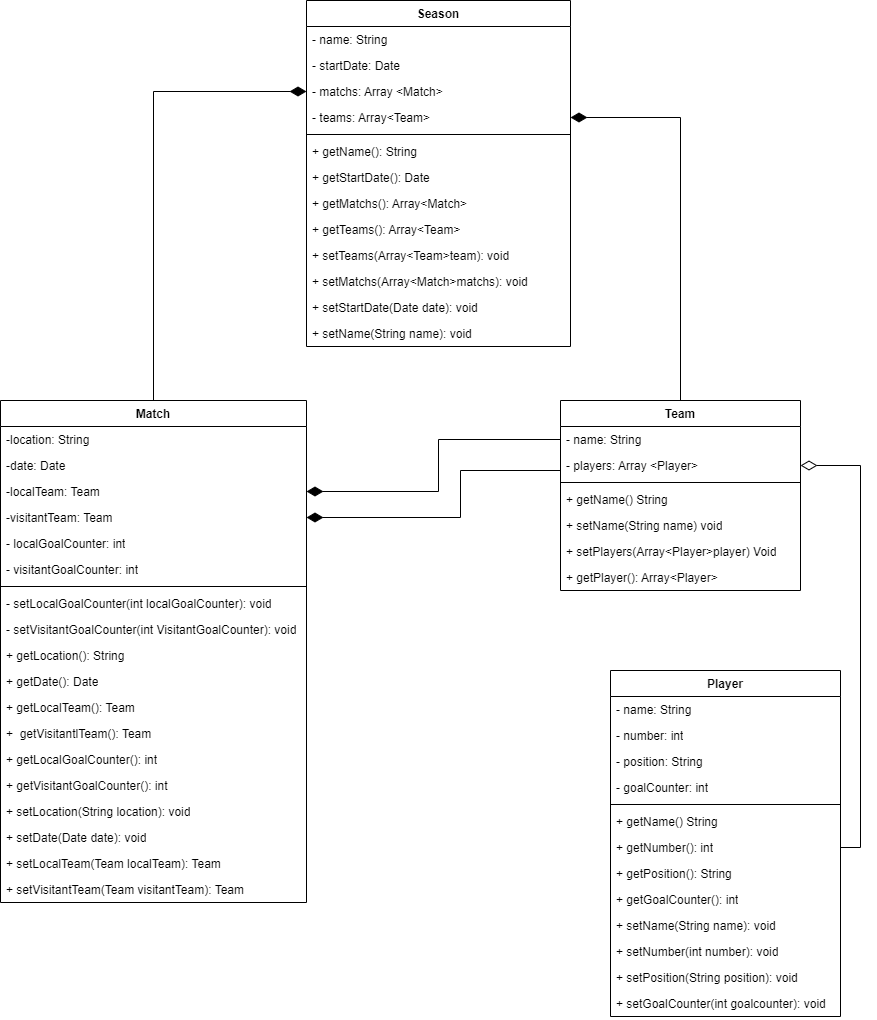 Season
- name: String
- startDate: Date
- matchs: Array <Match>
- teams: Array<Team>
+ getName(): String
+ getStartDate(): Date
+ getMatchs(): Array<Match>
+ getTeams(): Array<Team>
+ setTeams(Array<Team>team): void
+ setMatchs(Array<Match>matchs): void
+ setStartDate(Date date): void
+ setName(String name): void
Match
-location: String
-date: Date
-localTeam: Team
-visitantTeam: Team
- localGoalCounter: int
- visitantGoalCounter: int
- setLocalGoalCounter(int localGoalCounter): void
- setVisitantGoalCounter(int VisitantGoalCounter): void
+ getLocation(): String
+ getDate(): Date
+ getLocalTeam(): Team
+  getVisitantlTeam(): Team
+ getLocalGoalCounter(): int
+ getVisitantGoalCounter(): int
+ setLocation(String location): void
+ setDate(Date date): void
+ setLocalTeam(Team localTeam): Team
+ setVisitantTeam(Team visitantTeam): Team
Team
- name: String
- players: Array <Player>
+ getName() String
+ setName(String name) void
+ setPlayers(Array<Player>player) Void
+ getPlayer(): Array<Player>
Player
- name: String
- number: int
- position: String
- goalCounter: int
+ getName() String
+ getNumber(): int
+ getPosition(): String
+ getGoalCounter(): int
+ setName(String name): void
+ setNumber(int number): void
+ setPosition(String position): void
+ setGoalCounter(int goalcounter): void